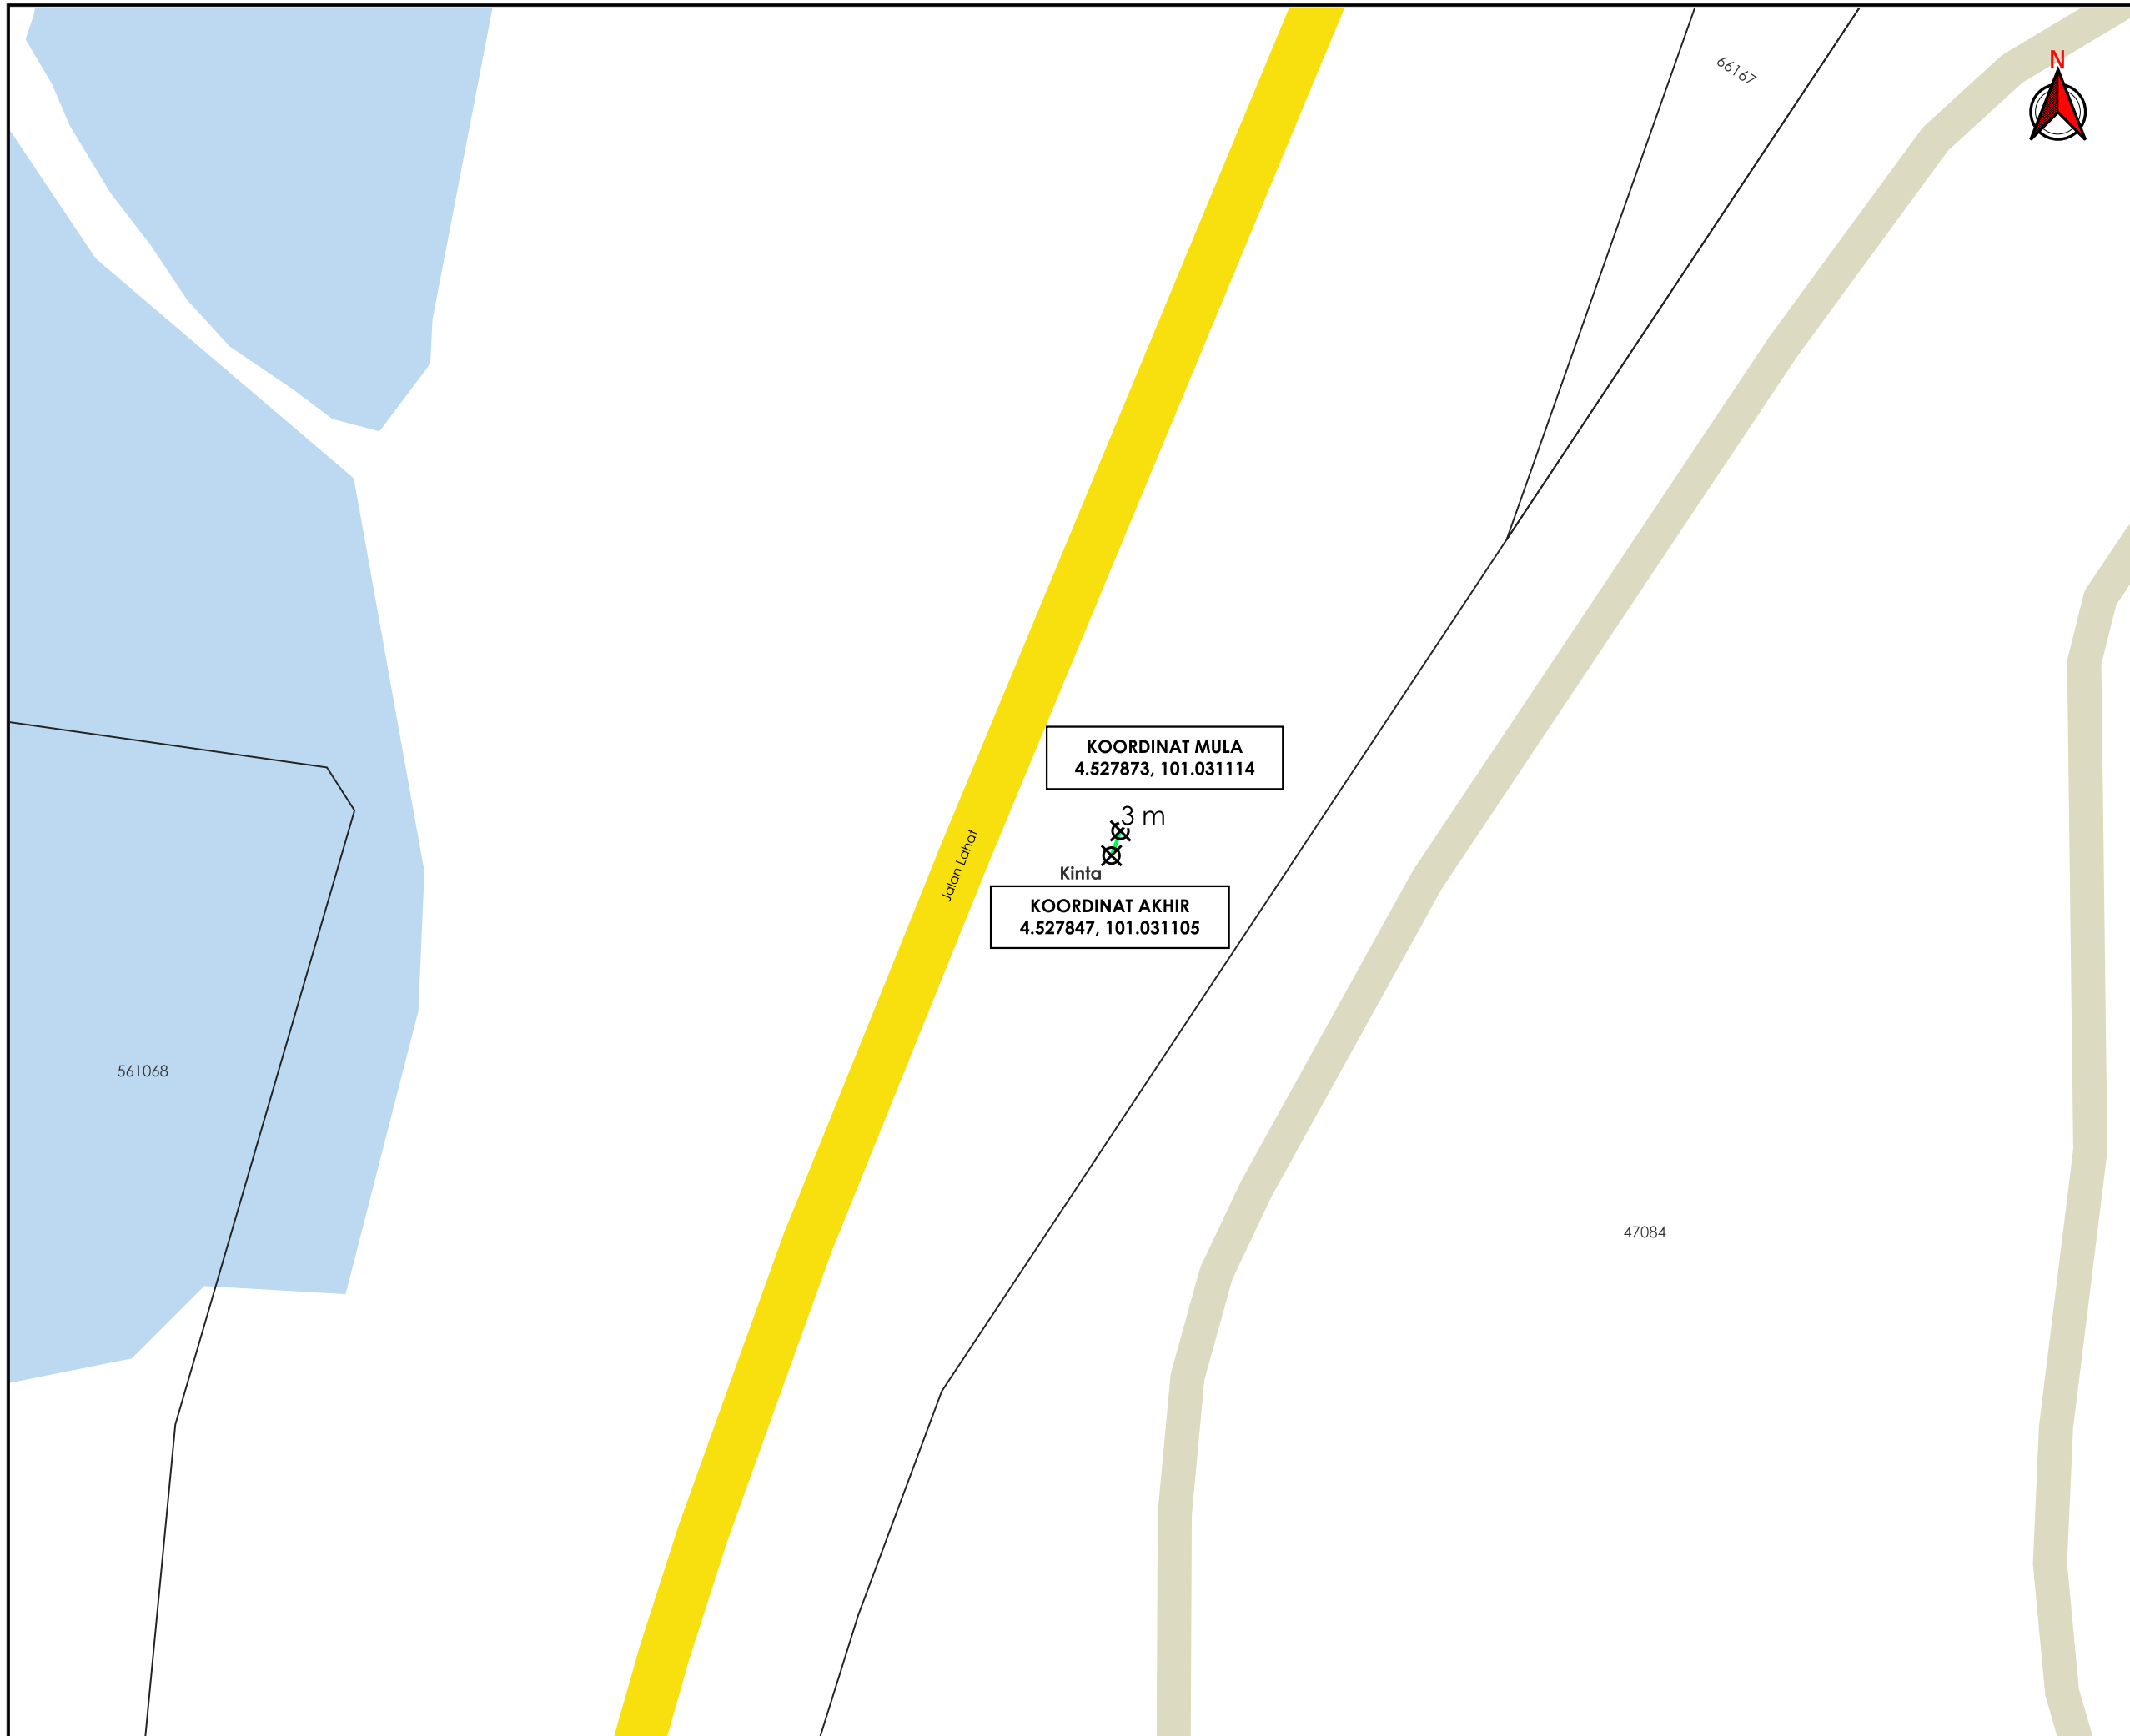 N
66167
KOORDINAT MULA
4.527873, 101.031114
3 m
Jalan Lahat
Kinta
KOORDINAT AKHIR
4.527847, 101.031105
561068
47084